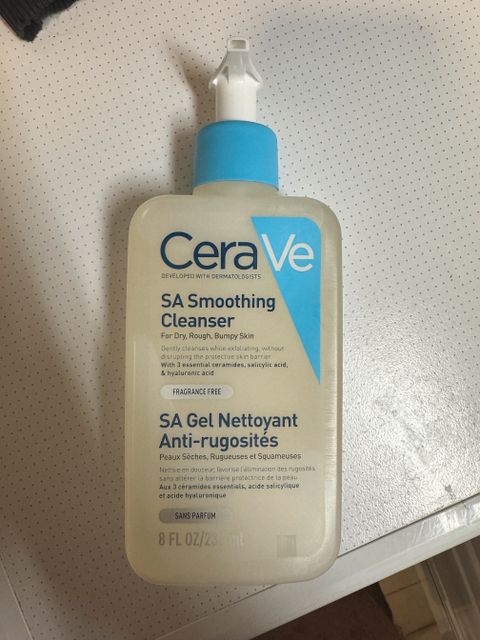 CeraVe
DEVELOPED WITH DERMATOLOGISTS
SA Smoothing
Cleanser
For Dry, Rough, Bumpy Skin
Gently cleanses while exfoliating, without
disrupting the protective skin barrier
With 3 essential ceramides, salicylic acid,
& hyaluronic acid
FRAGRANCE FREE
SA Gel Nettoyant
Anti-rugosités
Peaux Sèches, Rugueuses et Squameuses
Nettoie en douceur, favorise l'élimination des rugosités
sans altérer la barrière protectrice de la peau
Aux 3 céramides essentiels, acide salicylique
et acide hyaluronique
SANS PARFUM
8 FL OZ/ ml